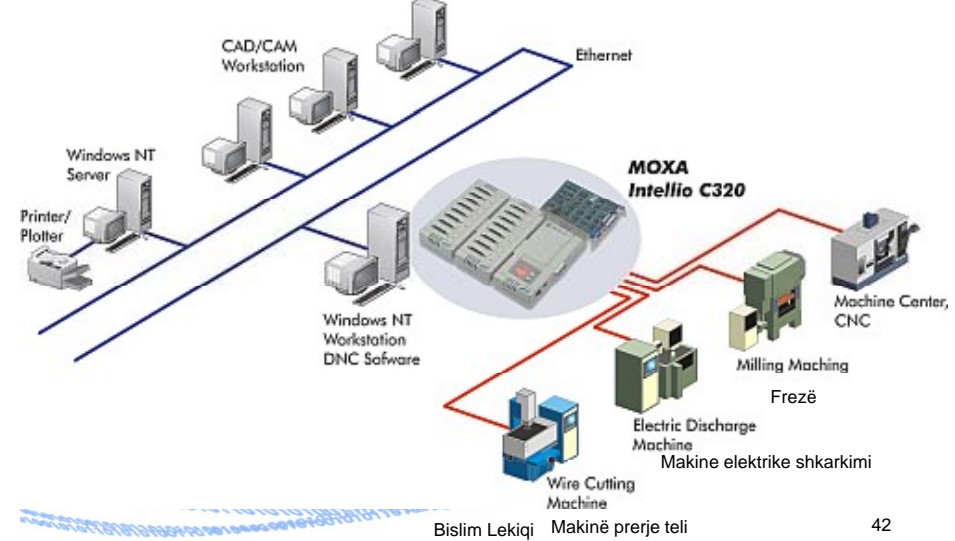 CAD/CAM
Workstation
Ethernet
Windows NT
Server
Printer/
Plotter
MOXA
Intellio C320
Windows NT
Workstation
DNC Sofware
Machine Center,
CNC
Milling Maching
Frezë
Electric Discharge
Machine
Makine elektrike shkarkimi
Wire Cutting
Machine
Bislim Lekiqi
Makinë prerje teli
42